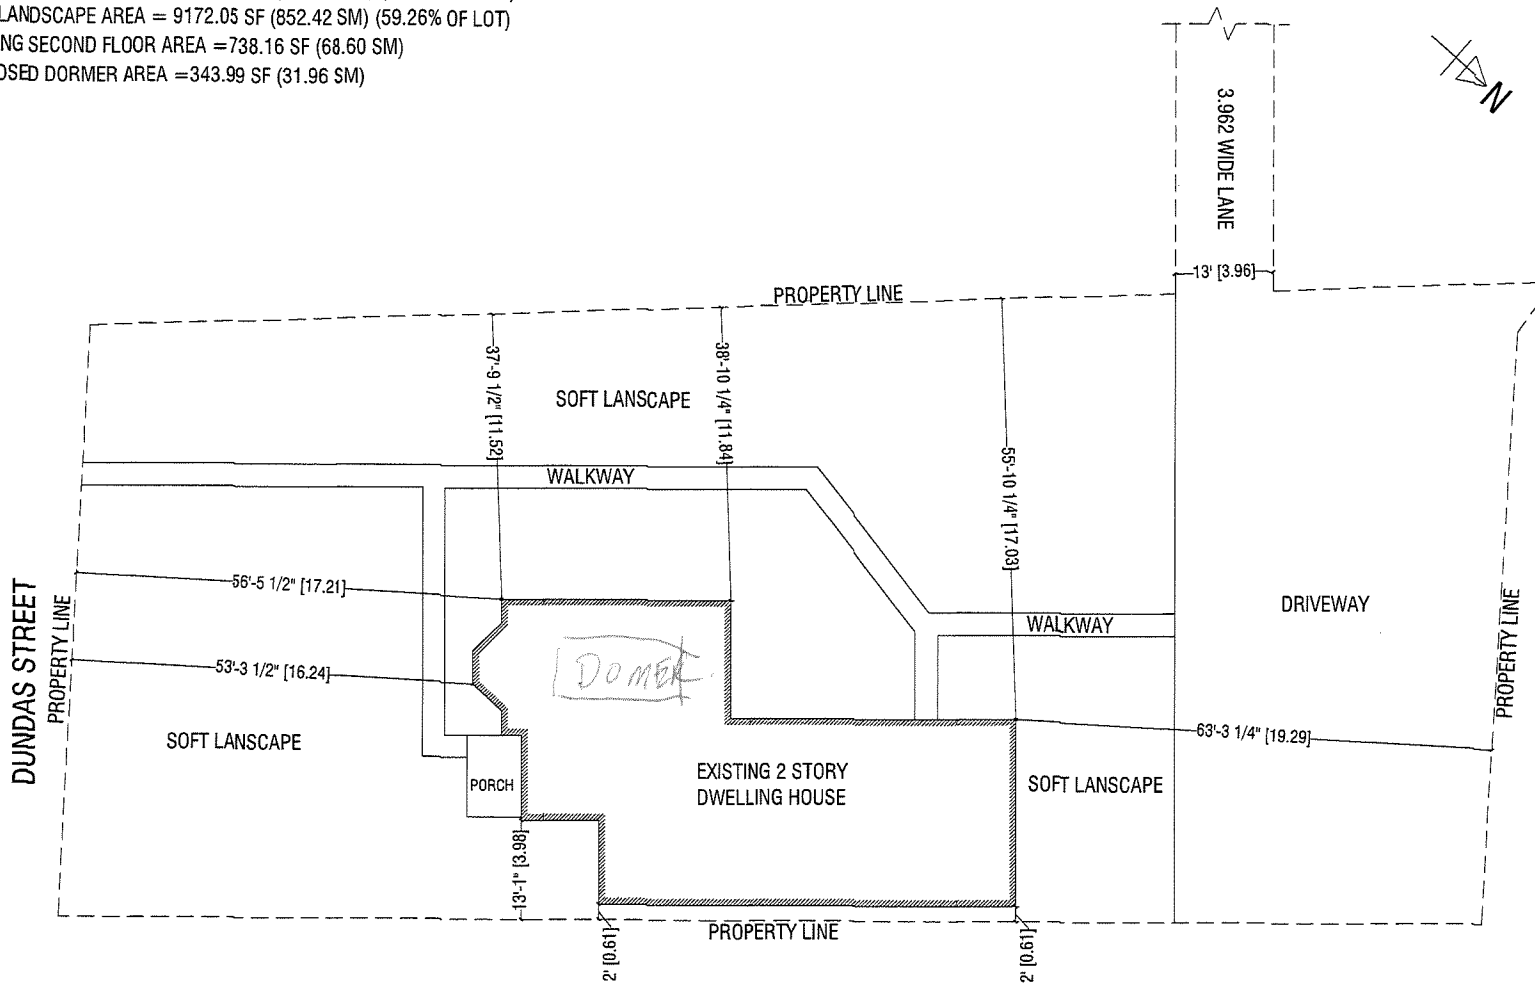 LANDSCAPE AREA = 9172.05 SF (852.42 SM) (59.26% OF LOT)
NG SECOND FLOOR AREA =738.16 SF (68.60 SM)
OSED DORMER AREA =343.99 SF (31.96 SM)
N
3.962 WIDE LANE
13' [3.96]
PROPERTY LINE
37'-9 1/2" [11.52]
38'-10 1/4" [11.84]
55'-10 1/4" [17.03]
SOFT LANSCAPE
WALKWAY
56'-5 1/2" [17.21]
53'-3 1/2" [16.24]
DUNDAS STREET
PROPERTY LINE
SOFT LANSCAPE
DOMER
PORCH
EXISTING 2 STORY
DWELLING HOUSE
WALKWAY
DRIVEWAY
PROPERTY LINE
63'-3 1/4" [19.29]
SOFT LANSCAPE
13'-1" [3.98]
2' [0.61]
PROPERTY LINE
2' [0.61]